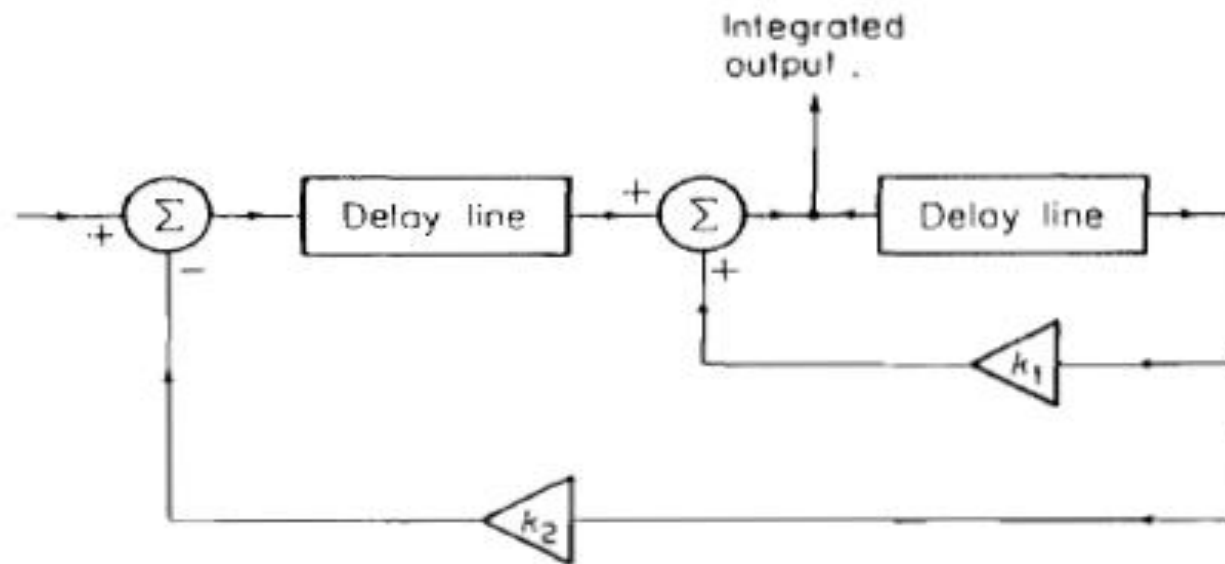 Integrated
output.
+ Σ Delay line + Σ Delay line
−
+
k1
k2